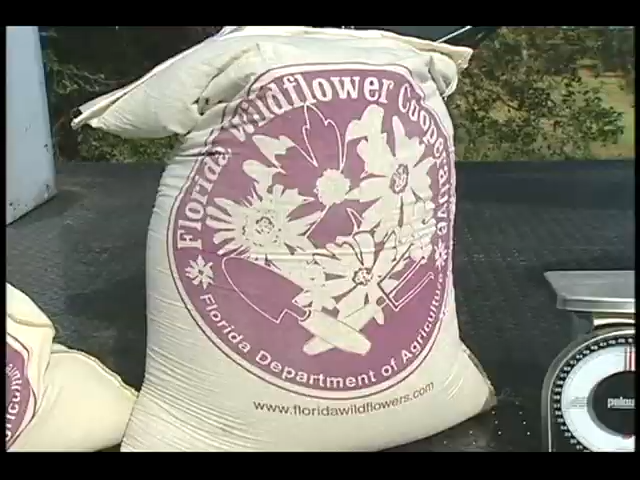 Florida Wildflower Cooperative
Florida Department of Agriculture
www.floridawildflowers.com